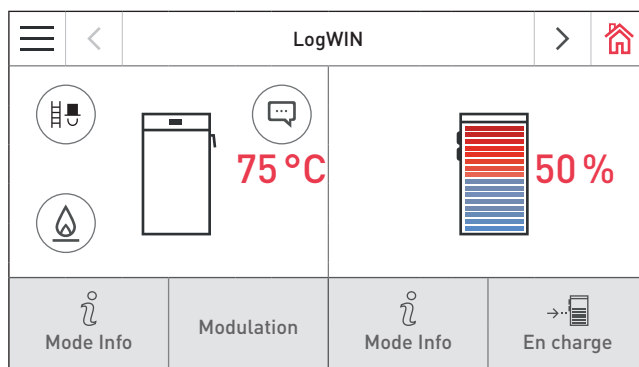 LogWIN
75 °C
50 %
Mode Info
Modulation
Mode Info
En charge